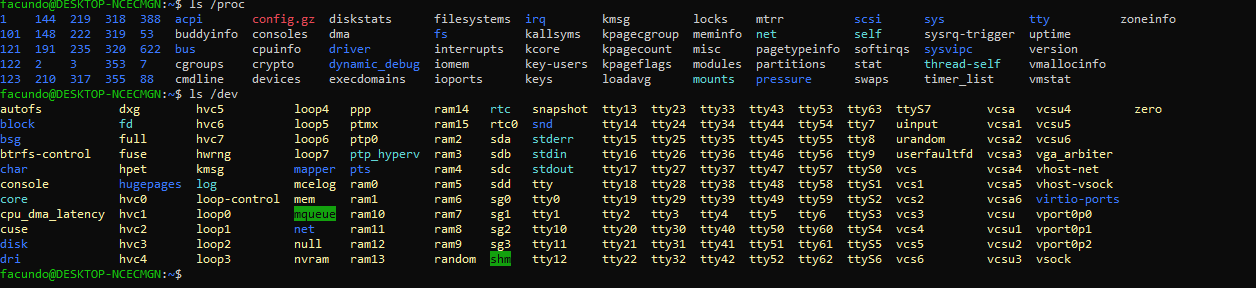 facundo@DESKTOP-NCECMGN:~$ ls /proc
1    144  219  318  388  acpi       config.gz  diskstats      filesystems  irq        kmsg        locks    mtrr          scsi      sys            tty          zoneinfo
101  148  222  319  53   buddyinfo  consoles   dma            fs           kallsyms   kpagecgroup  meminfo  net           self      sysrq-trigger  uptime
121  191  235  320  622  bus        cpuinfo    driver         interrupts   kcore      kpagecount   misc     pagetypeinfo  softirqs  sysvipc        version
122  2    3    353  7    cgroups    crypto     dynamic_debug  iomem        key-users  kpageflags   modules  partitions    stat      thread-self    vmallocinfo
123  210  317  355  88   cmdline    devices    execdomains    ioports      keys       loadavg      mounts   pressure      swaps     timer_list     vmstat
facundo@DESKTOP-NCECMGN:~$ ls /dev
autofs           dxg        hvc5          loop4       ppp         ram14   rtc   snapshot  tty13  tty23  tty33  tty43  tty53  tty63  ttyS7        vcsa   vcsu4         zero
block            fd         hvc6          loop5       ptmx        ram15   rtc0  snd       tty14  tty24  tty34  tty44  tty54  tty7   uinput       vcsa1  vcsu5
bsg              full       hvc7          loop6       ptp0        ram2    sda   stderr    tty15  tty25  tty35  tty45  tty55  tty8   urandom      vcsa2  vcsu6
btrfs-control    fuse       hwrng         loop7       ptp_hyperv  ram3    sdb   stdin     tty16  tty26  tty36  tty46  tty56  tty9   userfaultfd  vcsa3  vga_arbiter
char             hpet       kmsg          mapper      pts         ram4    sdc   stdout    tty17  tty27  tty37  tty47  tty57  ttyS0  vcs          vcsa4  vhost-net
console          hugepages  log           mcelog      ram0        ram5    sdd   tty       tty18  tty28  tty38  tty48  tty58  ttyS1  vcs1         vcsa5  vhost-vsock
core             hvc0       loop-control  mem         ram1        ram6    sg0   tty0      tty19  tty29  tty39  tty49  tty59  ttyS2  vcs2         vcsa6  virtio-ports
cpu_dma_latency  hvc1       loop0         mqueue      ram10       ram7    sg1   tty1      tty2   tty3   tty4   tty5   tty6   ttyS3  vcs3         vcsu   vport0p0
cuse             hvc2       loop1         net         ram11       ram8    sg2   tty10     tty20  tty30  tty40  tty50  tty60  ttyS4  vcs4         vcsu1  vport0p1
disk             hvc3       loop2         null        ram12       ram9    sg3   tty11     tty21  tty31  tty41  tty51  tty61  ttyS5  vcs5         vcsu2  vport0p2
dri              hvc4       loop3         nvram       ram13       random  shm   tty12     tty22  tty32  tty42  tty52  tty62  ttyS6  vcs6         vcsu3  vsock
facundo@DESKTOP-NCECMGN:~$